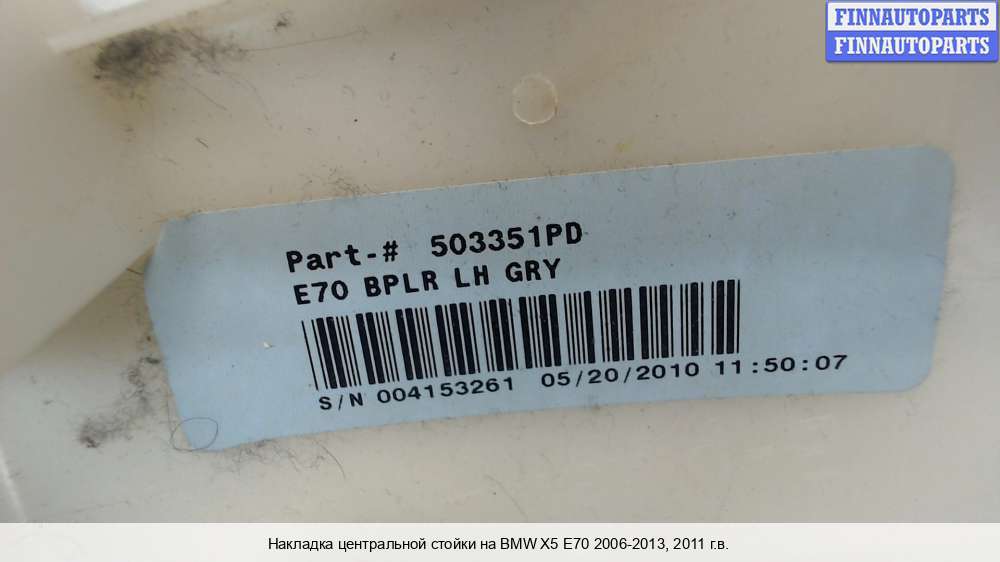 FINNAUTOPARTS
FINNAUTOPARTS
Part-# 503351PD
E70 BPLR LH GRY
S/N 004153261 05/20/2010 11:50:07
Накладка центральной стойки на BMW X5 E70 2006-2013, 2011 г.в.